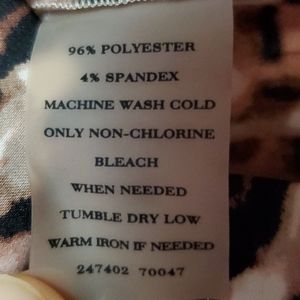 96% POLYESTER
4% SPANDEX
MACHINE WASH COLD
ONLY NON-CHLORINE
BLEACH
WHEN NEEDED
TUMBLE DRY LOW
WARM IRON IF NEEDED
247402 70047